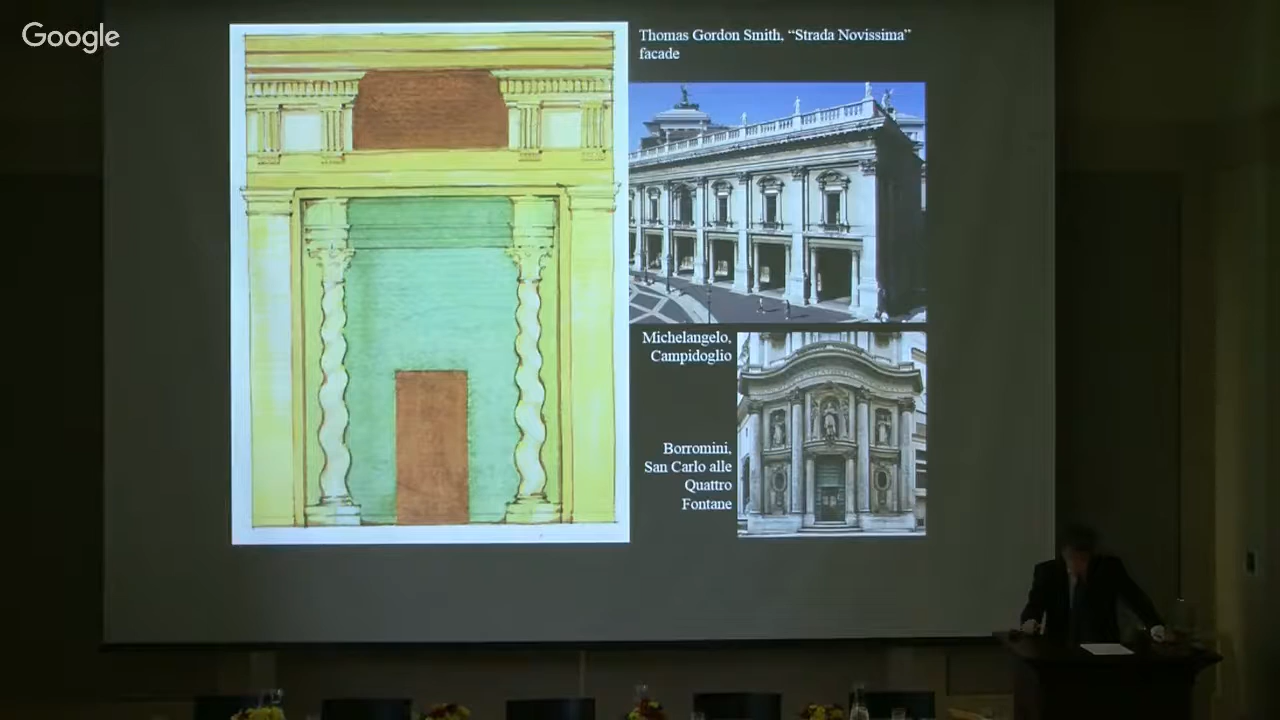 Google
Thomas Gordon Smith, “Strada Novissima”
facade
Michelangelo,
Campidoglio
Borromini,
San Carlo alle
Quattro
Fontane